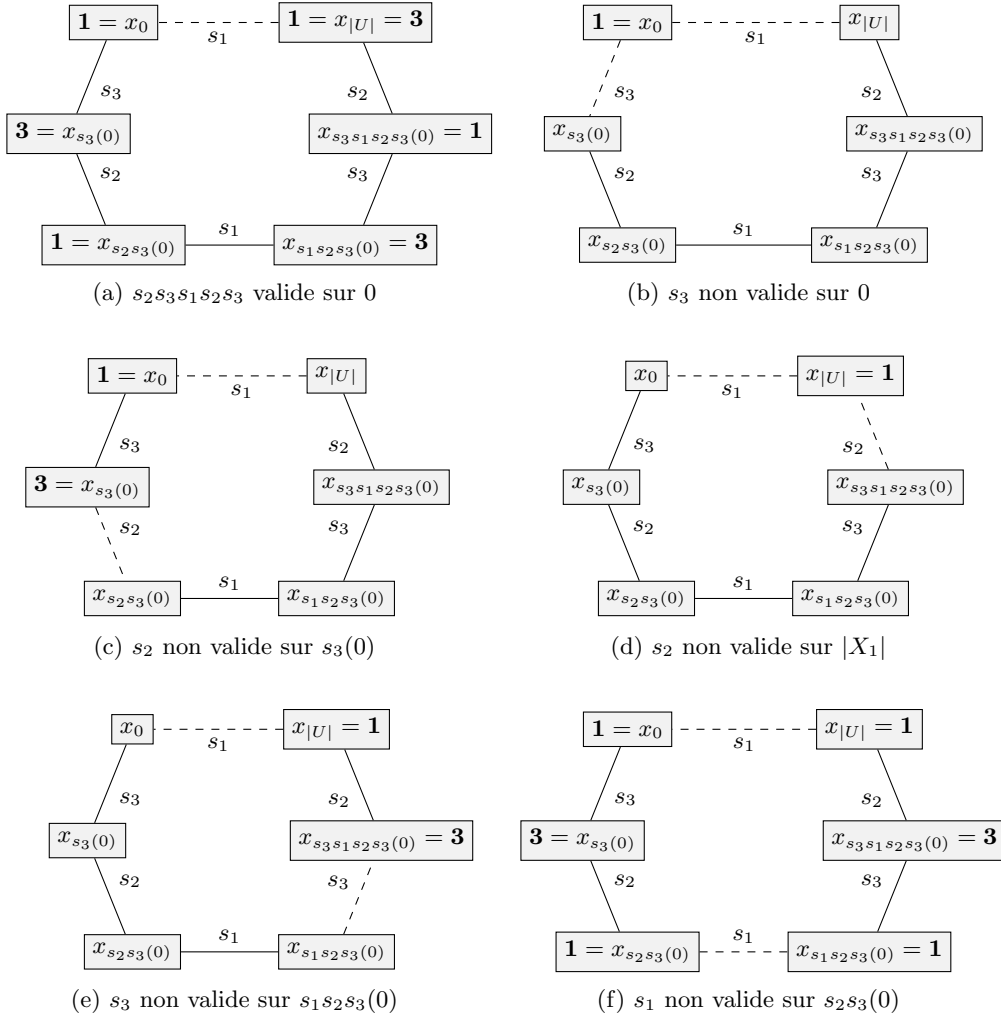 1 = x_0 s_1 1 = x_{|U|} = 3
s_3 s_2
3 = x_{s_3(0)} x_{s_3s_1s_2s_3(0)} = 1
s_2 s_3
1 = x_{s_2s_3(0)} s_1 x_{s_1s_2s_3(0)} = 3
(a) s_2s_3s_1s_2s_3 valide sur 0
1 = x_0 s_1 x_{|U|}
s_3 s_2
x_{s_3(0)} x_{s_3s_1s_2s_3(0)}
s_2 s_3
x_{s_2s_3(0)} s_1 x_{s_1s_2s_3(0)}
(b) s_3 non valide sur 0
1 = x_0 s_1 x_{|U|}
s_3 s_2
3 = x_{s_3(0)} x_{s_3s_1s_2s_3(0)}
s_2 s_3
x_{s_2s_3(0)} s_1 x_{s_1s_2s_3(0)}
(c) s_2 non valide sur s_3(0)
x_0 s_1 x_{|U|} = 1
s_3 s_2
x_{s_3(0)} x_{s_3s_1s_2s_3(0)}
s_2 s_3
x_{s_2s_3(0)} s_1 x_{s_1s_2s_3(0)}
(d) s_2 non valide sur |X_1|
x_0 s_1 x_{|U|} = 1
s_3 s_2
x_{s_3(0)} x_{s_3s_1s_2s_3(0)} = 3
s_2 s_3
x_{s_2s_3(0)} s_1 x_{s_1s_2s_3(0)}
(e) s_3 non valide sur s_1s_2s_3(0)
1 = x_0 s_1 x_{|U|} = 1
s_3 s_2
3 = x_{s_3(0)} x_{s_3s_1s_2s_3(0)} = 3
s_2 s_3
1 = x_{s_2s_3(0)} s_1 x_{s_1s_2s_3(0)} = 1
(f) s_1 non valide sur s_2s_3(0)